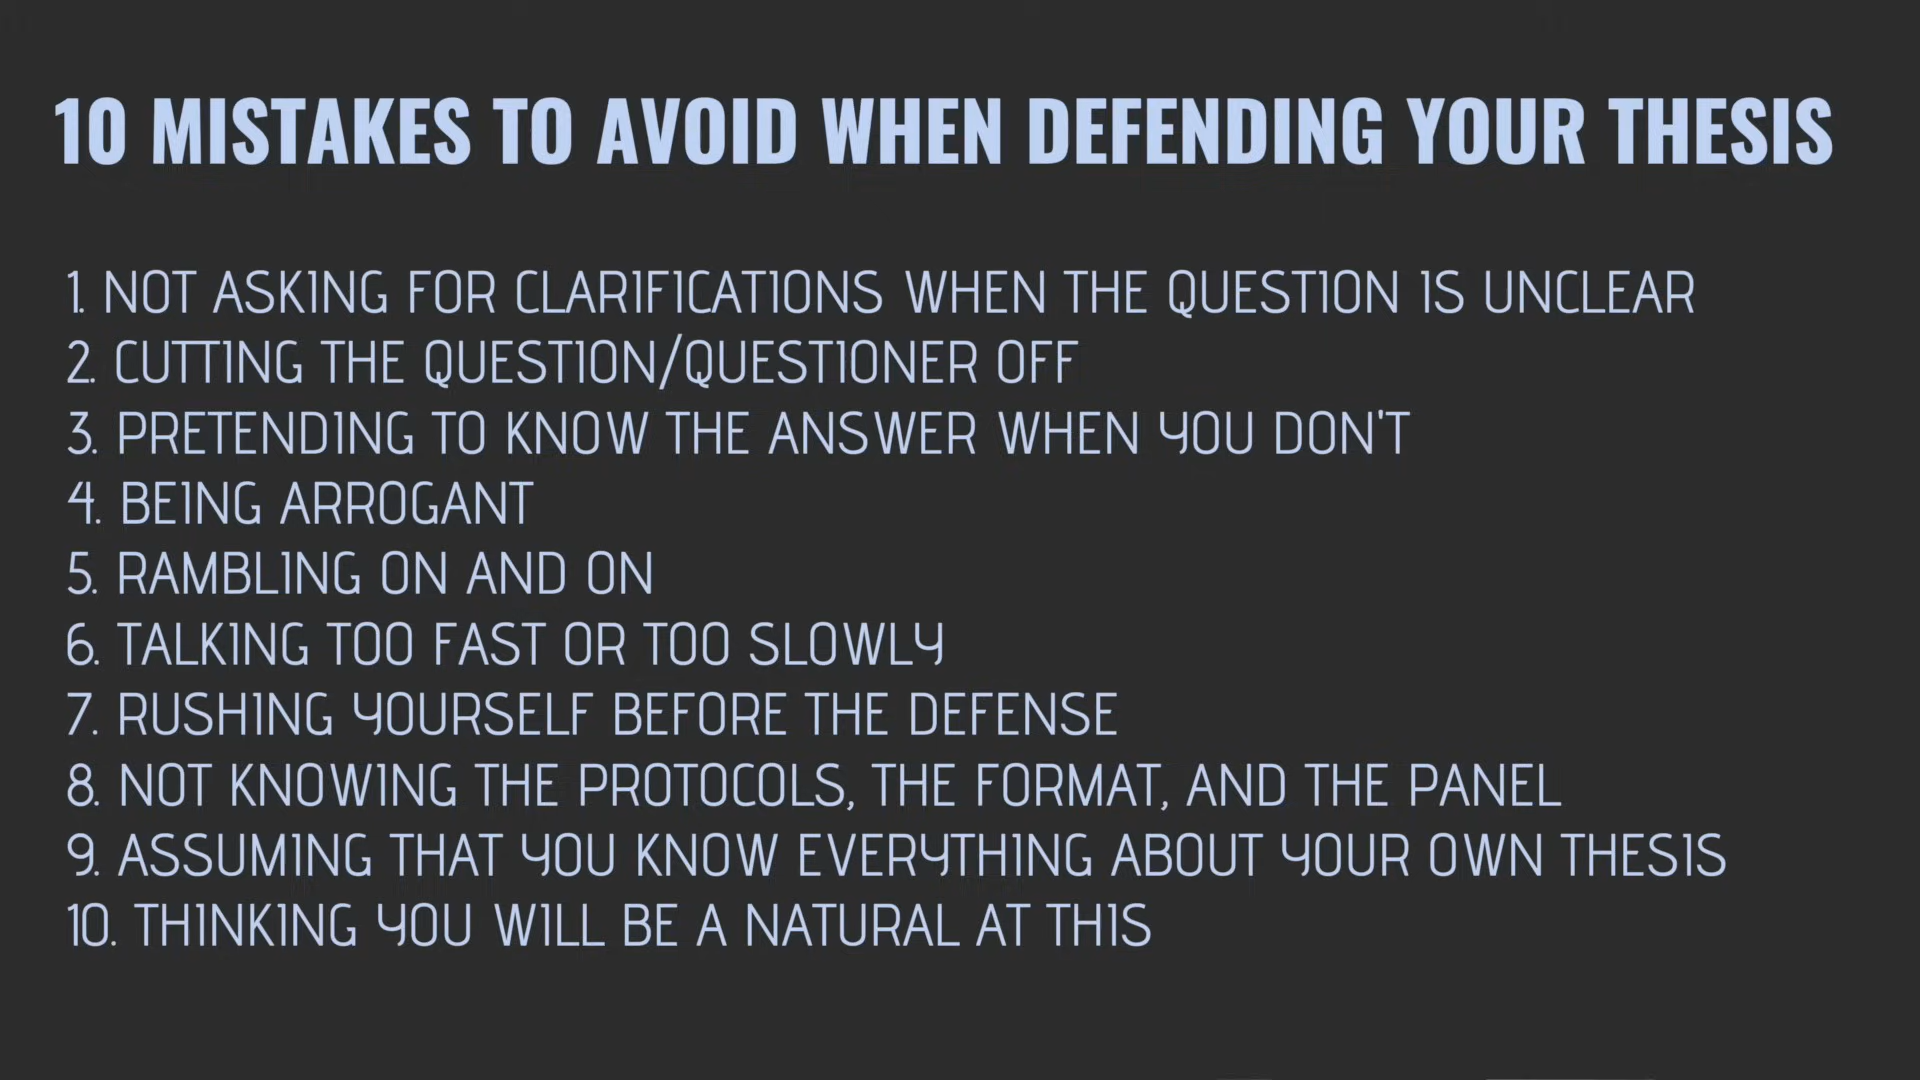 10 MISTAKES TO AVOID WHEN DEFENDING YOUR THESIS
1. NOT ASKING FOR CLARIFICATIONS WHEN THE QUESTION IS UNCLEAR
2. CUTTING THE QUESTION/QUESTIONER OFF
3. PRETENDING TO KNOW THE ANSWER WHEN YOU DON'T
4. BEING ARROGANT
5. RAMBLING ON AND ON
6. TALKING TOO FAST OR TOO SLOWLY
7. RUSHING YOURSELF BEFORE THE DEFENSE
8. NOT KNOWING THE PROTOCOLS, THE FORMAT, AND THE PANEL
9. ASSUMING THAT YOU KNOW EVERYTHING ABOUT YOUR OWN THESIS
10. THINKING YOU WILL BE A NATURAL AT THIS